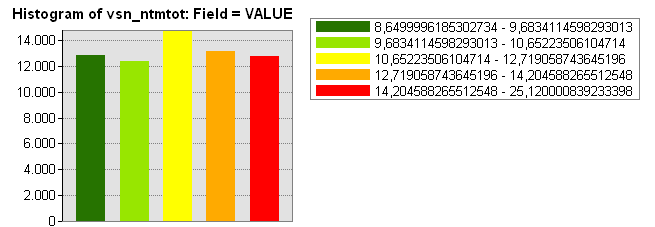 Histogram of vsn_ntmtot: Field = VALUE
14.000
12.000
10.000
8.000
6.000
4.000
2.000
0
8,6499996185302734 - 9,6834114598293013
9,6834114598293013 - 10,65223506104714
10,65223506104714 - 12,719058743645196
12,719058743645196 - 14,204588265512548
14,204588265512548 - 25,120000839233398